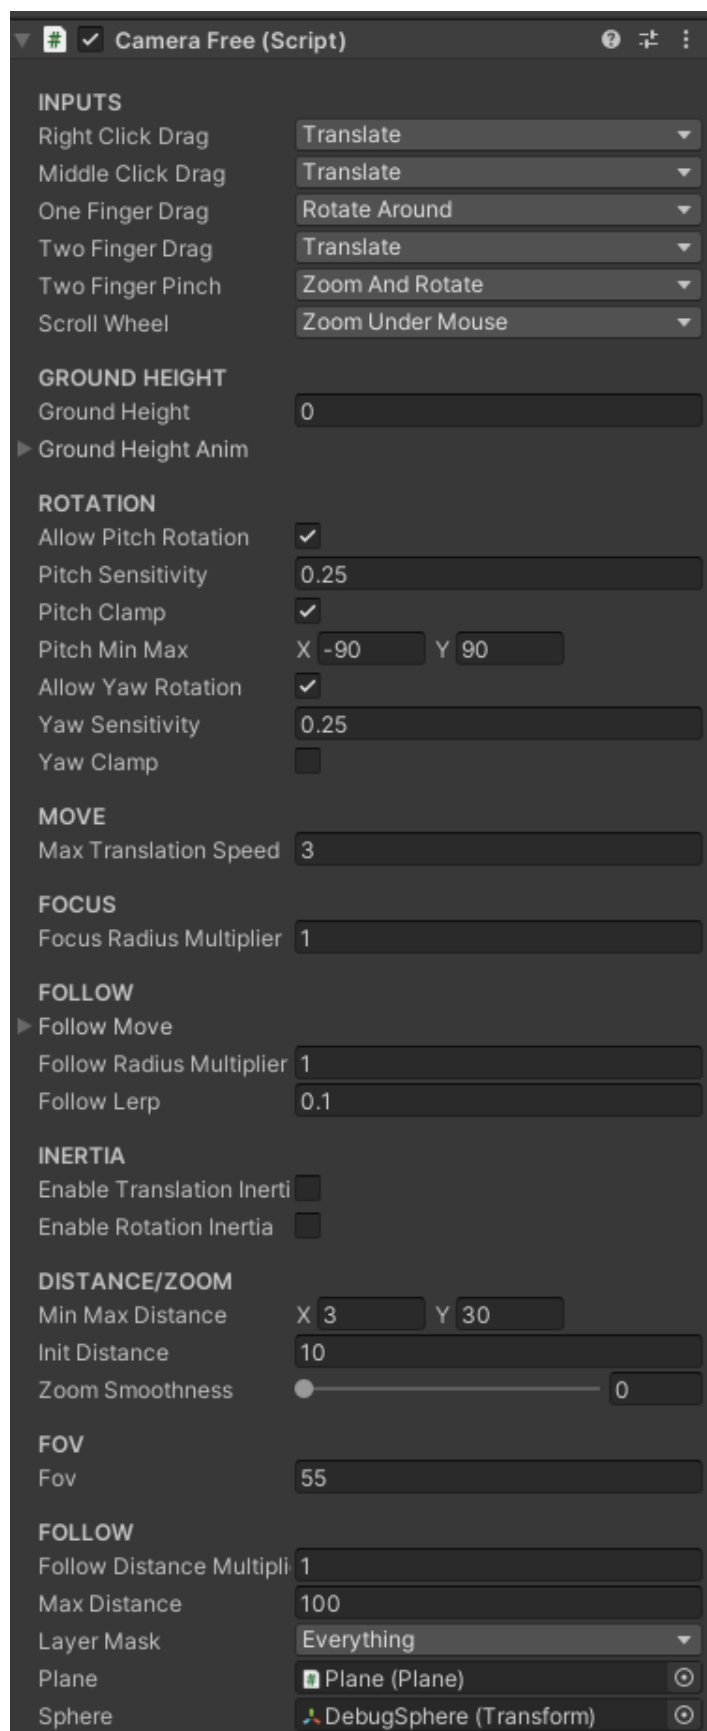 Camera Free (Script)
INPUTS
Right Click Drag Translate
Middle Click Drag Translate
One Finger Drag Rotate Around
Two Finger Drag Translate
Two Finger Pinch Zoom And Rotate
Scroll Wheel Zoom Under Mouse
GROUND HEIGHT
Ground Height 0
Ground Height Anim
ROTATION
Allow Pitch Rotation
Pitch Sensitivity 0.25
Pitch Clamp
Pitch Min Max X -90 Y 90
Allow Yaw Rotation
Yaw Sensitivity 0.25
Yaw Clamp
MOVE
Max Translation Speed 3
FOCUS
Focus Radius Multiplier 1
FOLLOW
Follow Move
Follow Radius Multiplier 1
Follow Lerp 0.1
INERTIA
Enable Translation Inerti
Enable Rotation Inertia
DISTANCE/ZOOM
Min Max Distance X 3 Y 30
Init Distance 10
Zoom Smoothness 0
FOV
Fov 55
FOLLOW
Follow Distance Multipli 1
Max Distance 100
Layer Mask Everything
Plane # Plane (Plane)
Sphere DebugSphere (Transform)